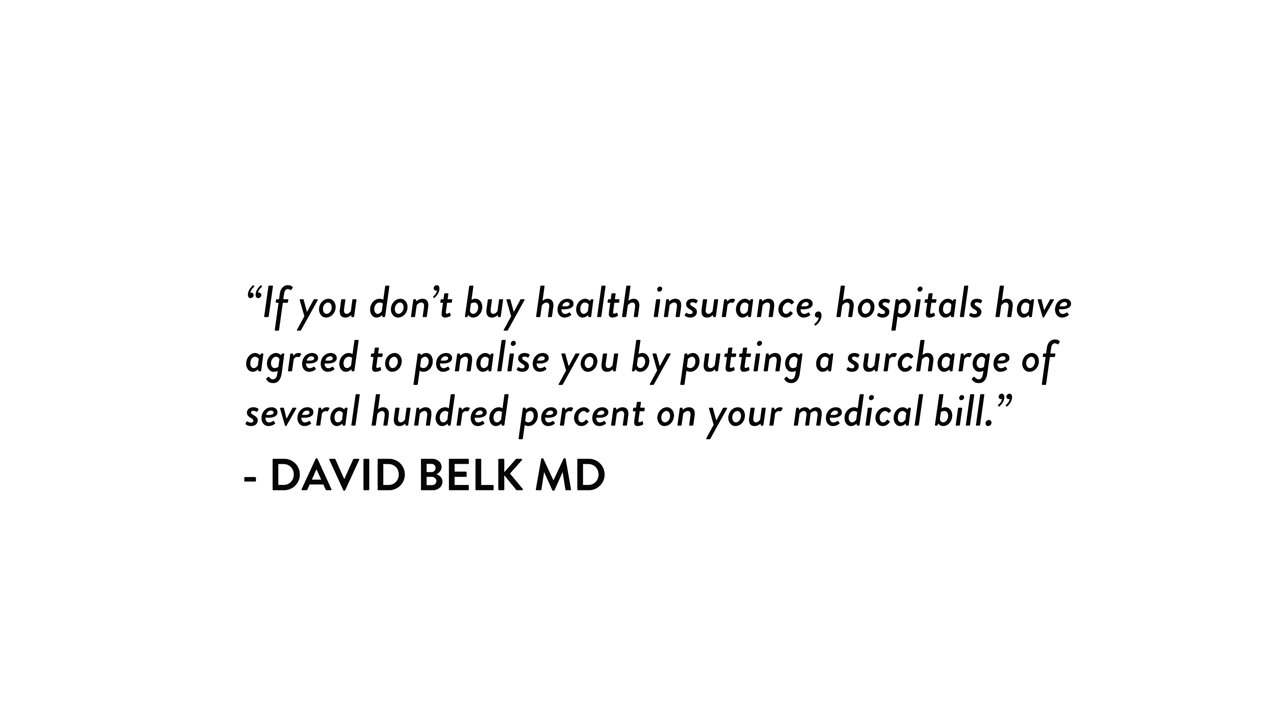 “If you don’t buy health insurance, hospitals have
agreed to penalise you by putting a surcharge of
several hundred percent on your medical bill.”
- DAVID BELK MD